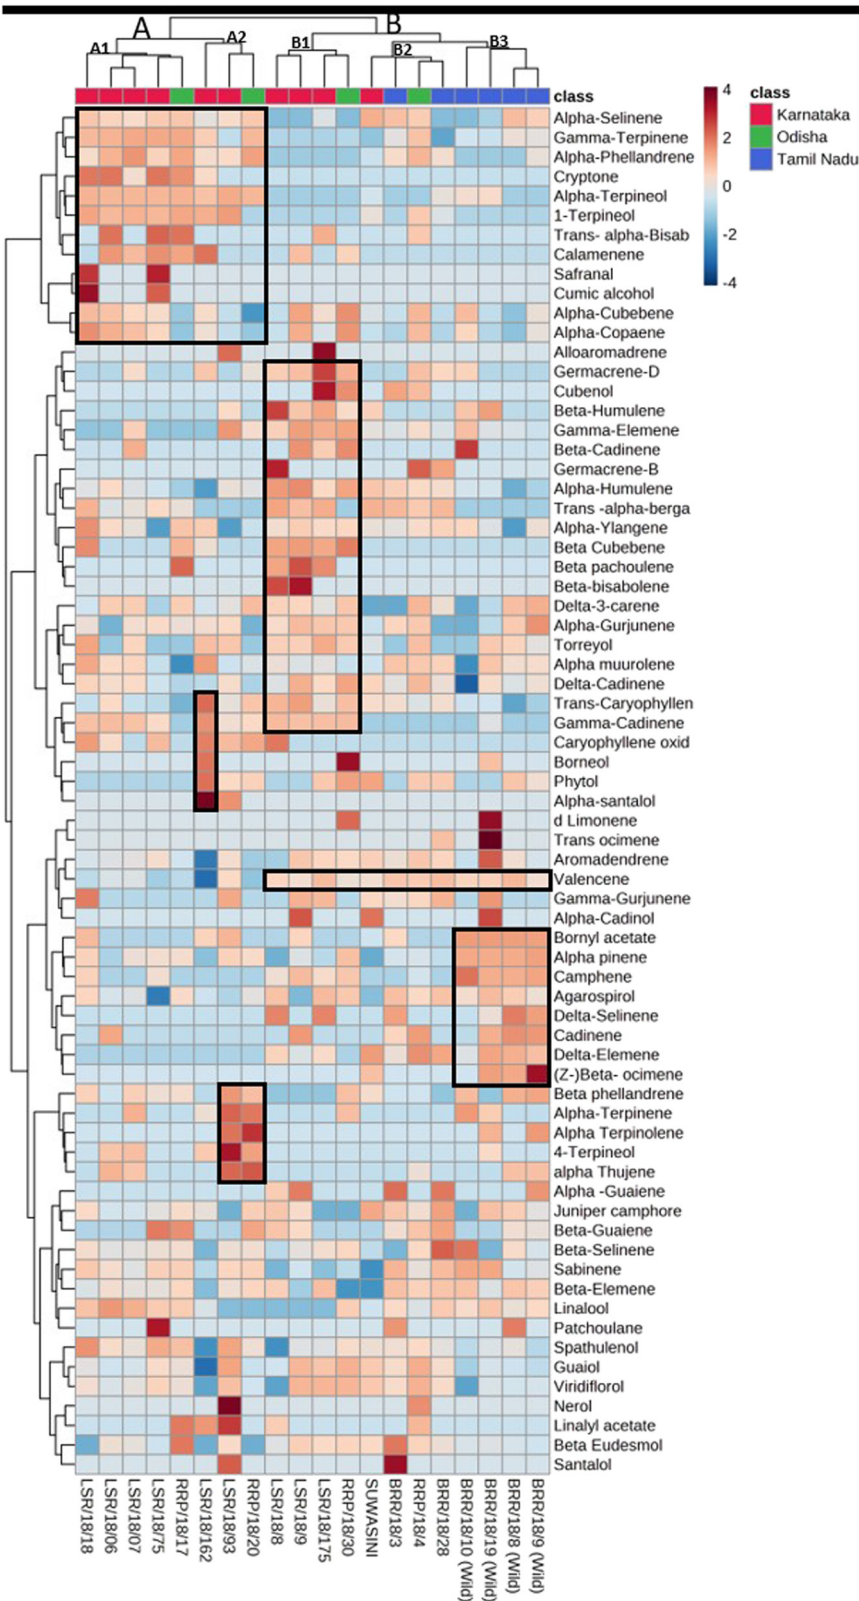 A
B
A1
A2
B1
B2
B3
class
Alpha-Selinene
Gamma-Terpinene
Alpha-Phellandrene
Cryptone
Alpha-Terpineol
1-Terpineol
Trans- alpha-Bisab
Calamenene
Safranal
Cumic alcohol
Alpha-Cubebene
Alpha-Copaene
Alloaromadrene
Germacrene-D
Cubenol
Beta-Humulene
Gamma-Elemene
Beta-Cadinene
Germacrene-B
Alpha-Humulene
Trans -alpha-berga
Alpha-Ylangene
Beta Cubebene
Beta pachoulene
Beta-bisabolene
Delta-3-carene
Alpha-Gurjunene
Torreyol
Alpha muurolene
Delta-Cadinene
Trans-Caryophyllen
Gamma-Cadinene
Caryophyllene oxid
Borneol
Phytol
Alpha-santalol
d Limonene
Trans ocimene
Aromadendrene
Valencene
Gamma-Gurjunene
Alpha-Cadinol
Bornyl acetate
Alpha pinene
Camphene
Agarospirol
Delta-Selinene
Cadinene
Delta-Elemene
(Z-)Beta- ocimene
Beta phellandrene
Alpha-Terpinene
Alpha Terpinolene
4-Terpineol
alpha Thujene
Alpha -Guaiene
Juniper camphore
Beta-Guaiene
Beta-Selinene
Sabinene
Beta-Elemene
Linalool
Patchoulane
Spathulenol
Guaiol
Viridiflorol
Nerol
Linalyl acetate
Beta Eudesmol
Santalol
4
2
0
-2
-4
class
Karnataka
Odisha
Tamil Nadu
LSR/18/18
LSR/18/06
LSR/18/07
LSR/18/75
RRP/18/17
LSR/18/162
LSR/18/93
RRP/18/20
LSR/18/8
LSR/18/9
LSR/18/175
RRP/18/30
SUWASINI
BRR/18/3
RRP/18/4
BRR/18/28
BRR/18/10 (Wild)
BRR/18/19 (Wild)
BRR/18/8 (Wild)
BRR/18/9 (Wild)